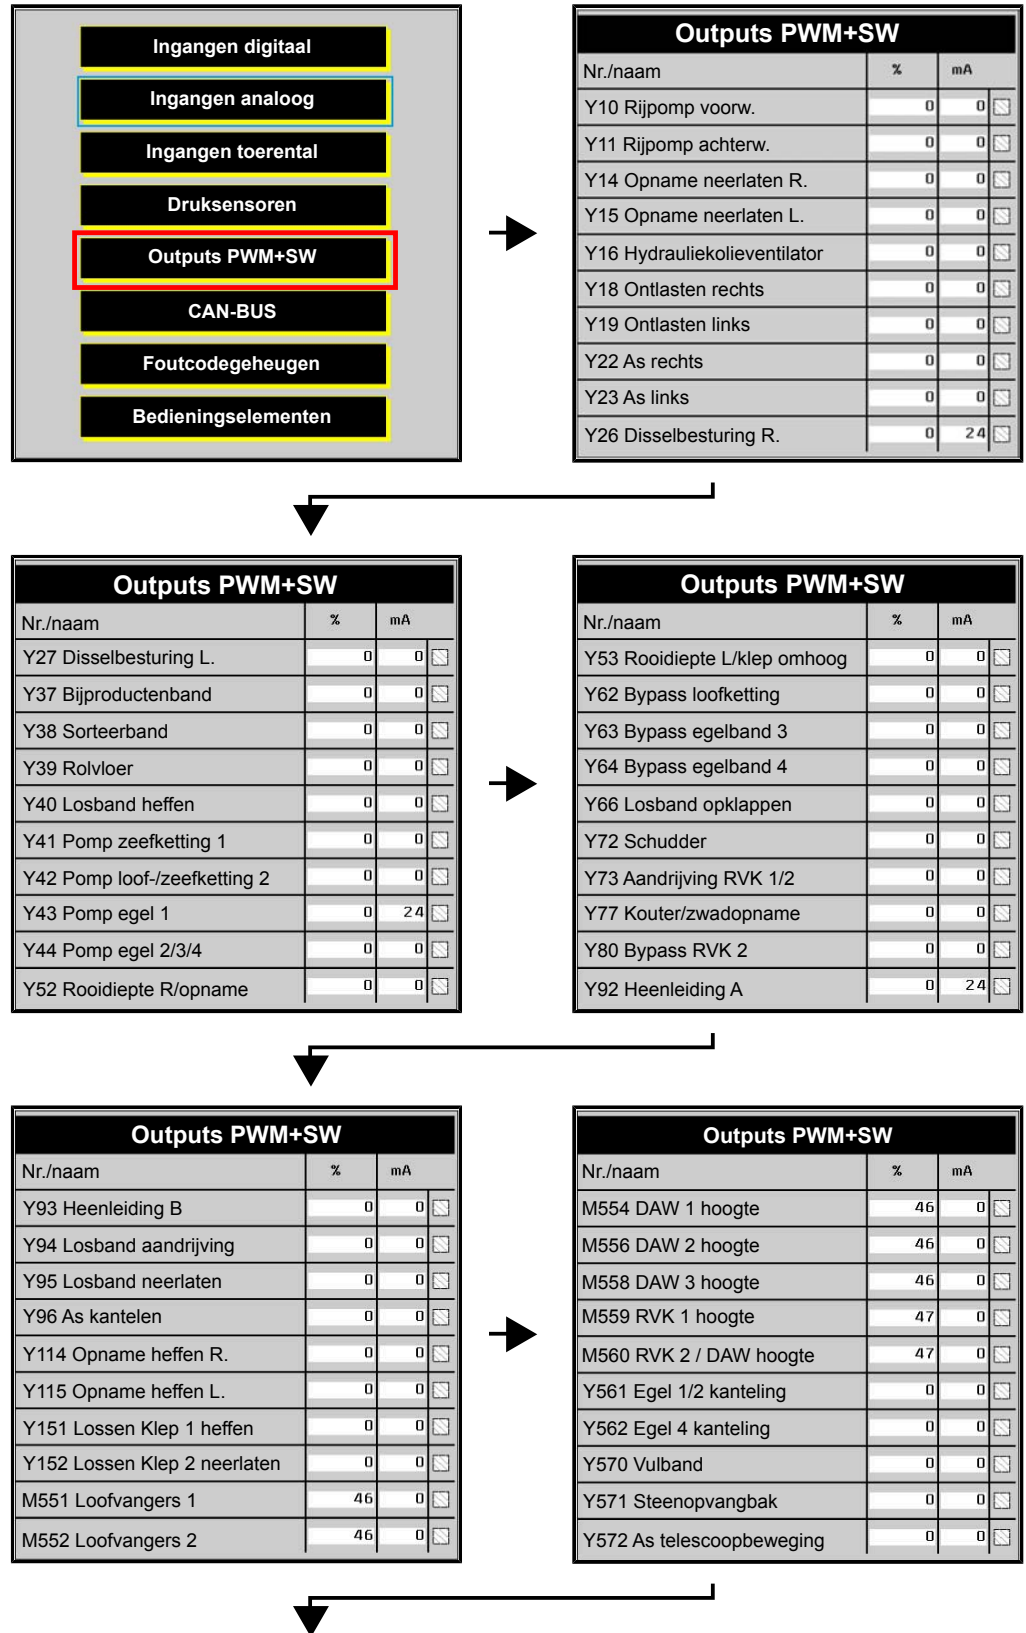 Ingangen digitaal
Ingangen analoog
Ingangen toerental
Druksensoren
Outputs PWM+SW
CAN-BUS
Foutcodegeheugen
Bedieningselementen
Outputs PWM+SW
Nr./naam % mA
Y10 Rijpomp voorw. 0 0
Y11 Rijpomp achterw. 0 0
Y14 Opname neerlaten R. 0 0
Y15 Opname neerlaten L. 0 0
Y16 Hydrauliekolieventilator 0 0
Y18 Ontlasten rechts 0 0
Y19 Ontlasten links 0 0
Y22 As rechts 0 0
Y23 As links 0 0
Y26 Disselbesturing R. 0 24
Outputs PWM+SW
Nr./naam % mA
Y27 Disselbesturing L. 0 0
Y37 Bijproductenband 0 0
Y38 Sorteerband 0 0
Y39 Rolvloer 0 0
Y40 Losband heffen 0 0
Y41 Pomp zeefketting 1 0 0
Y42 Pomp loof-/zeefketting 2 0 0
Y43 Pomp egel 1 0 24
Y44 Pomp egel 2/3/4 0 0
Y52 Rooidiepte R/opname 0 0
Outputs PWM+SW
Nr./naam % mA
Y53 Rooidiepte L/klep omhoog 0 0
Y62 Bypass loofketting 0 0
Y63 Bypass egelband 3 0 0
Y64 Bypass egelband 4 0 0
Y66 Losband opklappen 0 0
Y72 Schudder 0 0
Y73 Aandrijving RVK 1/2 0 0
Y77 Kouter/zwadopname 0 0
Y80 Bypass RVK 2 0 0
Y92 Heenleiding A 0 24
Outputs PWM+SW
Nr./naam % mA
Y93 Heenleiding B 0 0
Y94 Losband aandrijving 0 0
Y95 Losband neerlaten 0 0
Y96 As kantelen 0 0
Y114 Opname heffen R. 0 0
Y115 Opname heffen L. 0 0
Y151 Lossen Klep 1 heffen 0 0
Y152 Lossen Klep 2 neerlaten 0 0
M551 Loofvangers 1 46 0
M552 Loofvangers 2 46 0
Outputs PWM+SW
Nr./naam % mA
M554 DAW 1 hoogte 46 0
M556 DAW 2 hoogte 46 0
M558 DAW 3 hoogte 46 0
M559 RVK 1 hoogte 47 0
M560 RVK 2 / DAW hoogte 47 0
Y561 Egel 1/2 kanteling 0 0
Y562 Egel 4 kanteling 0 0
Y570 Vulband 0 0
Y571 Steenopvangbak 0 0
Y572 As telescoopbeweging 0 0